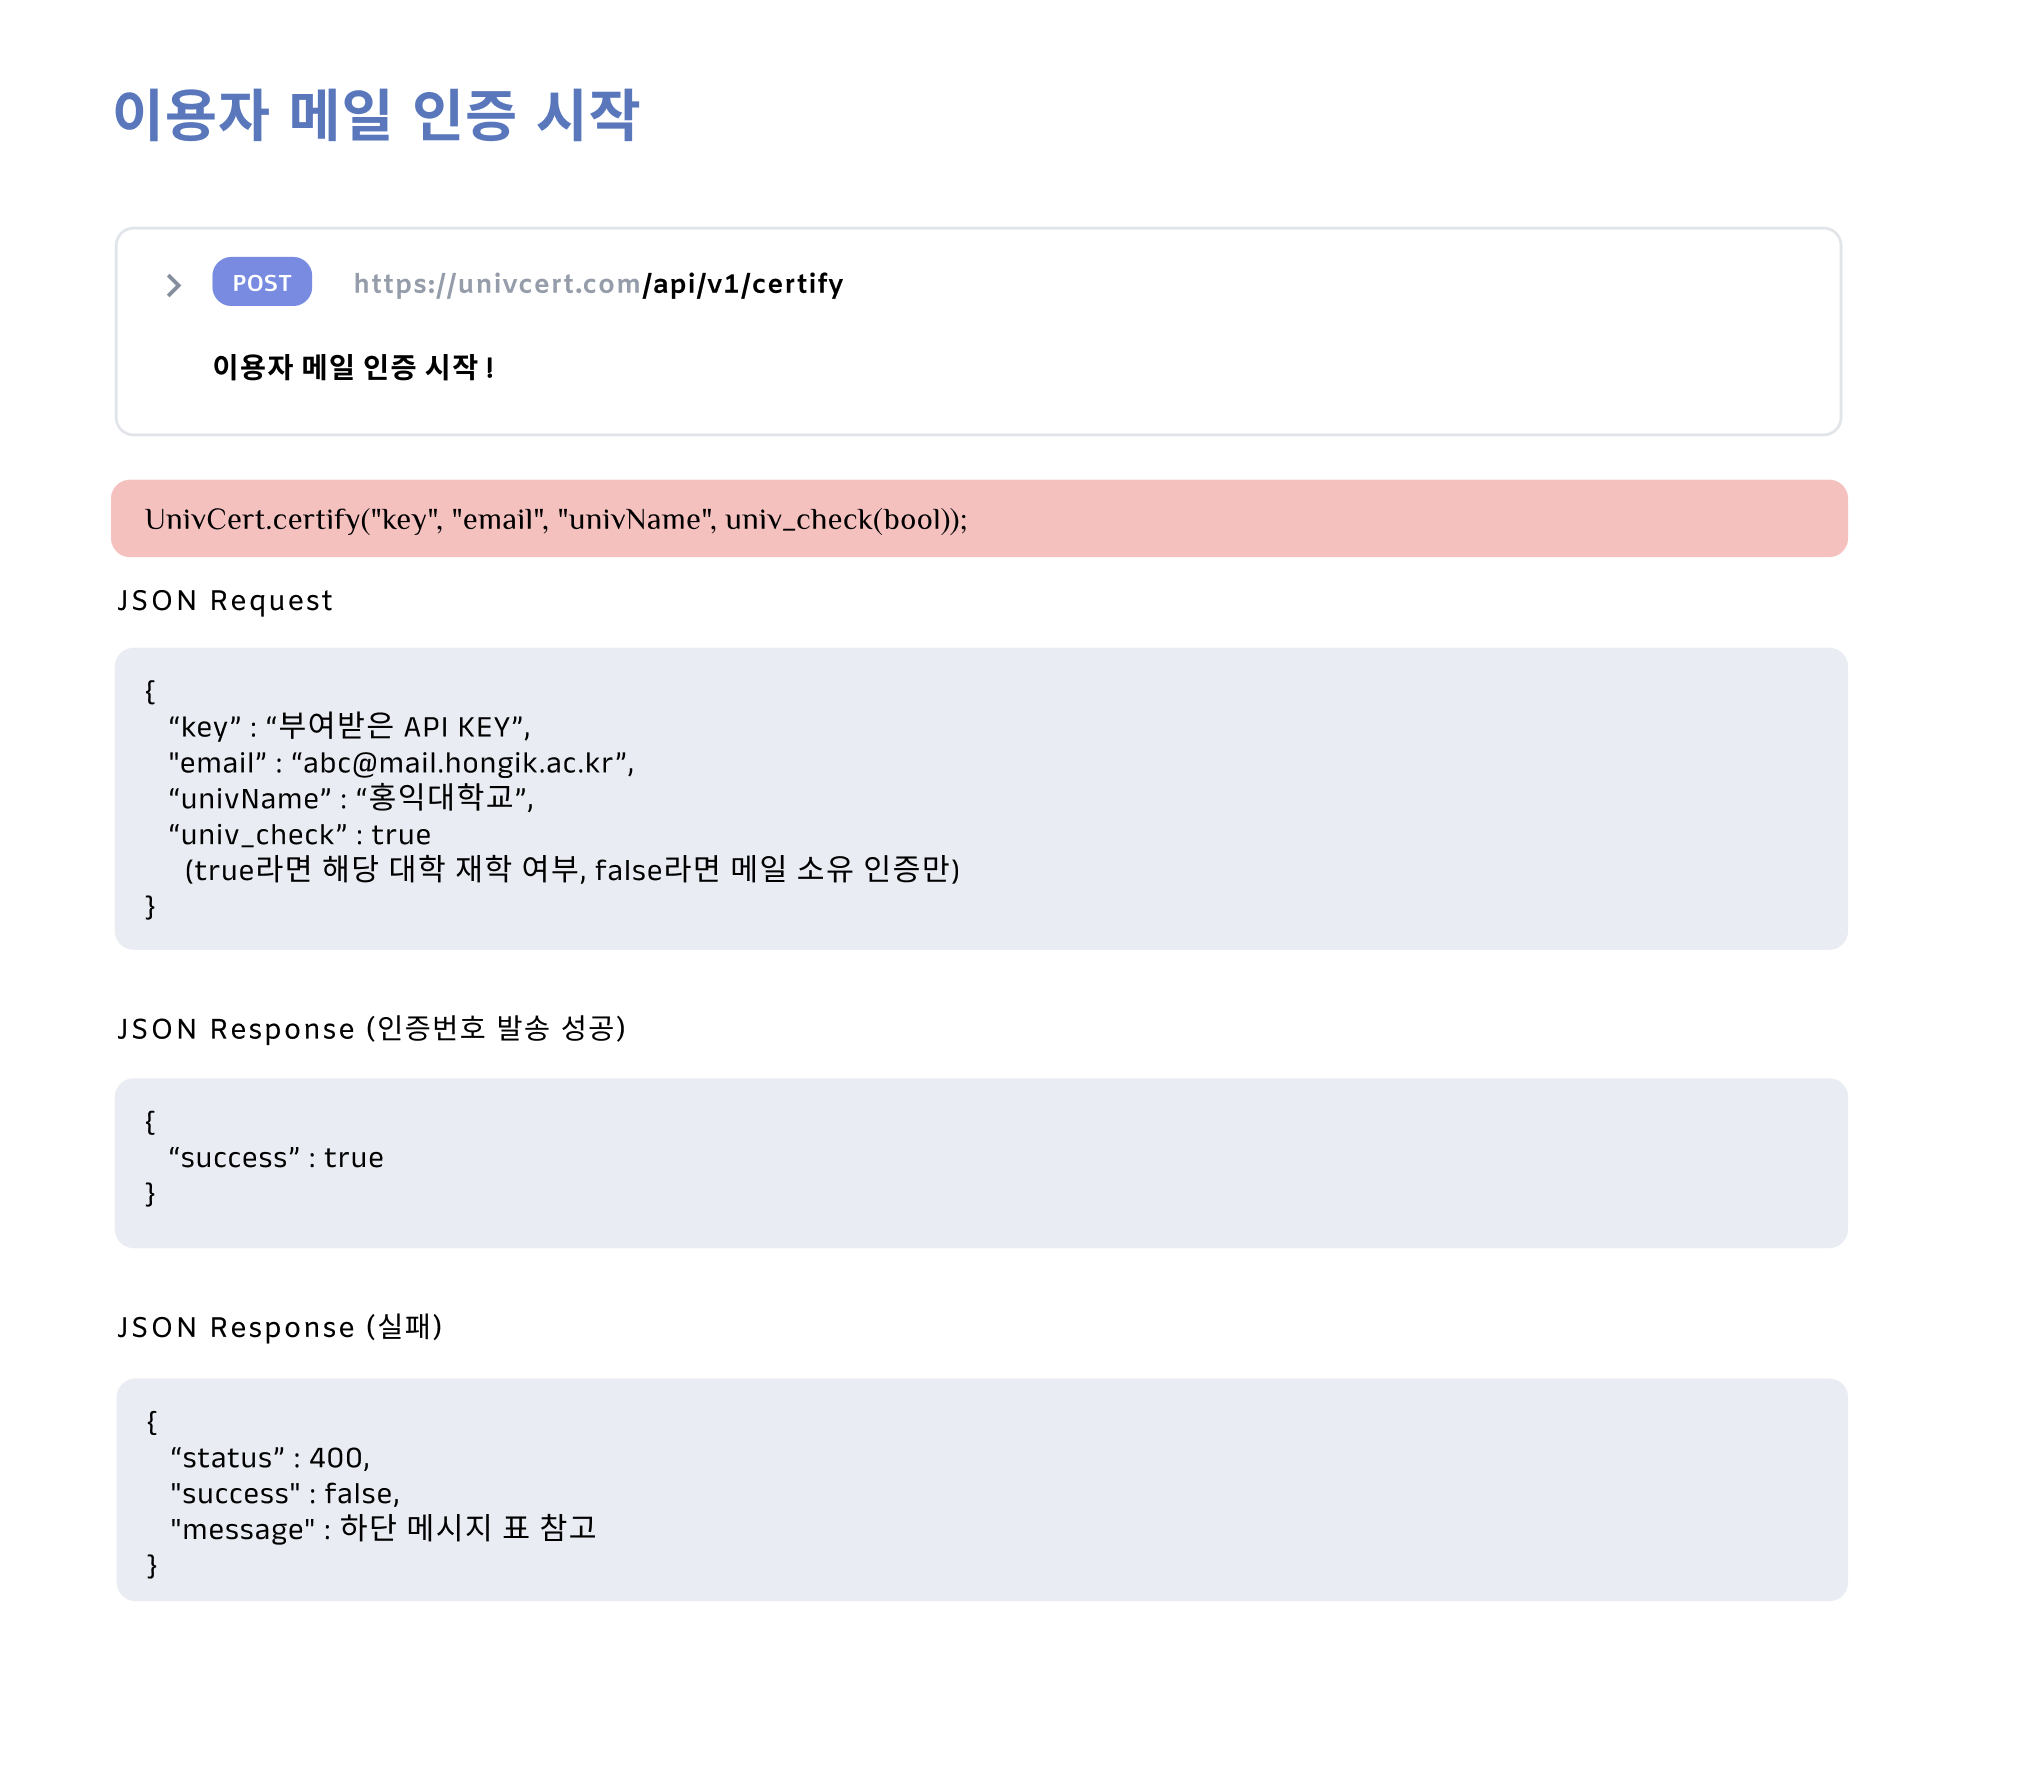 이용자 메일 인증 시작
POST https://univcert.com/api/v1/certify
이용자 메일 인증 시작 !
UnivCert.certify("key", "email", "univName", univ_check(bool));
JSON Request
{
“key” : “부여받은 API KEY”,
"email” : “abc@mail.hongik.ac.kr”,
“univName” : “홍익대학교”,
“univ_check” : true
(true라면 해당 대학 재학 여부, false라면 메일 소유 인증만)
}
JSON Response (인증번호 발송 성공)
{
“success” : true
}
JSON Response (실패)
{
“status” : 400,
"success" : false,
"message" : 하단 메시지 표 참고
}